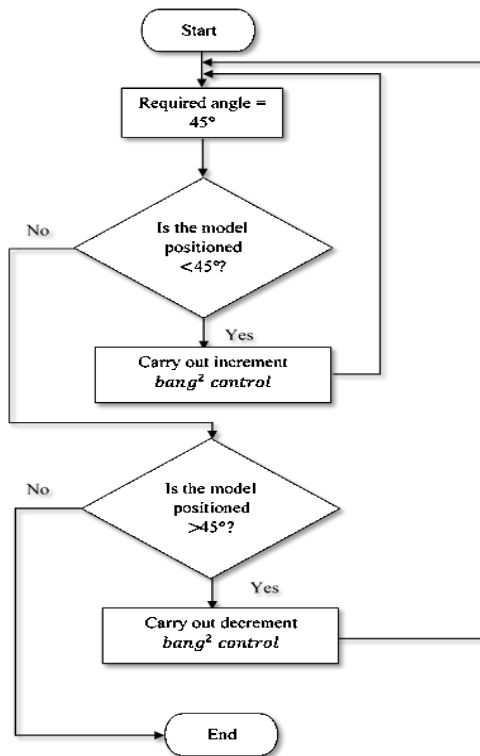 Start
Required angle =
45°
Is the model
positioned
<45°?
No
Yes
Carry out increment
bang² control
Is the model
positioned
>45°?
No
Yes
Carry out decrement
bang² control
End